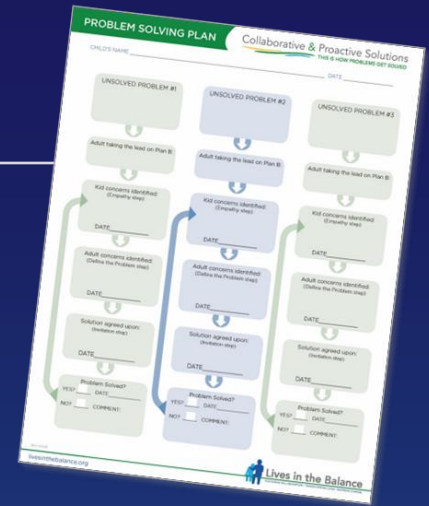 PROBLEM SOLVING PLAN
Collaborative & Proactive Solutions
THIS IS HOW PROBLEMS GET SOLVED
CHILD'S NAME
DATE
UNSOLVED PROBLEM #1
Adult taking the lead on Plan B:
Kid concerns identified:
(Empathy step)
DATE
Adult concerns identified:
(Define the Problem step)
DATE
Solution agreed upon:
(Invitation step)
DATE
Problem Solved?
YES? DATE
NO? COMMENT:
UNSOLVED PROBLEM #2
Adult taking the lead on Plan B:
Kid concerns identified:
(Empathy step)
DATE
Adult concerns identified:
(Define the Problem step)
DATE
Solution agreed upon:
(Invitation step)
DATE
Problem Solved?
YES? DATE
NO? COMMENT:
UNSOLVED PROBLEM #3
Adult taking the lead on Plan B:
Kid concerns identified:
(Empathy step)
DATE
Adult concerns identified:
(Define the Problem step)
DATE
Solution agreed upon:
(Invitation step)
DATE
Problem Solved?
YES? DATE
NO? COMMENT:
livesinthebalance.org
Lives in the Balance